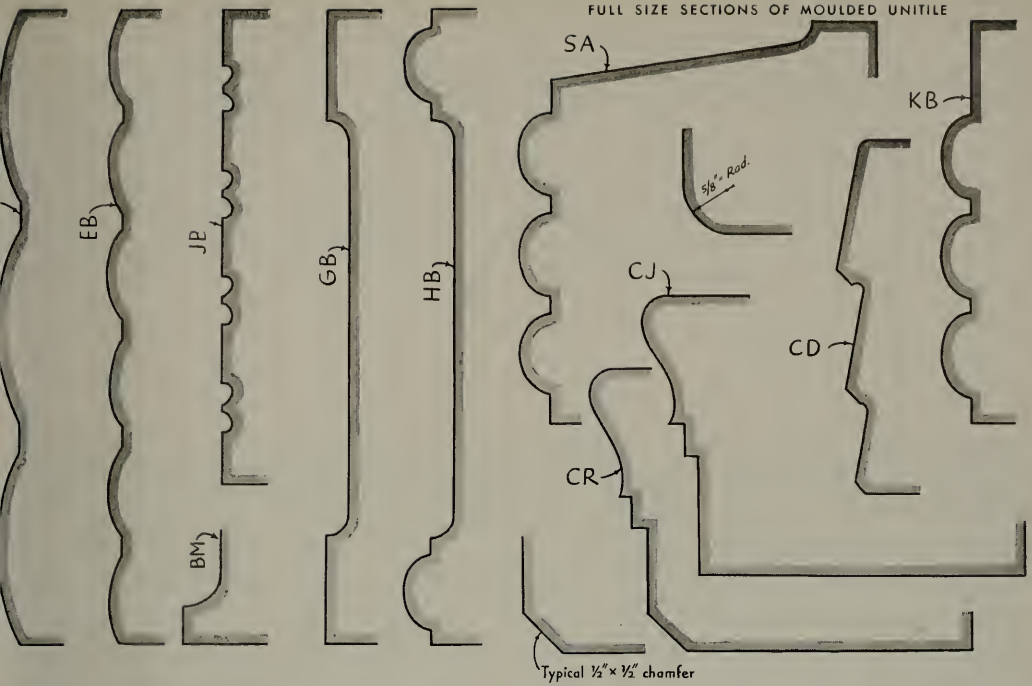 FULL SIZE SECTIONS OF MOULDED UNITILE
SA
KB
5/8" Rad.
EB
JB
GB
HB
CJ
CD
CR
BM
Typical 1/2" × 1/2" chamfer